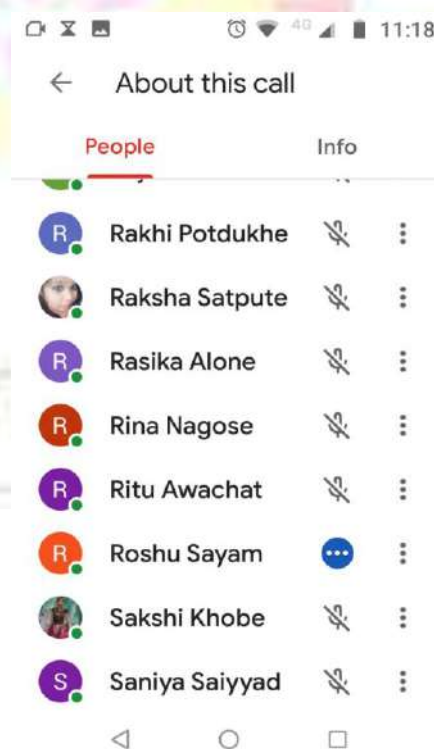 4G 11:18
About this call
People Info
R Rakhi Potdukhe
Raksha Satpute
R Rasika Alone
R Rina Nagose
R Ritu Awachat
R Roshu Sayam
Sakshi Khobe
S Saniya Saiyyad